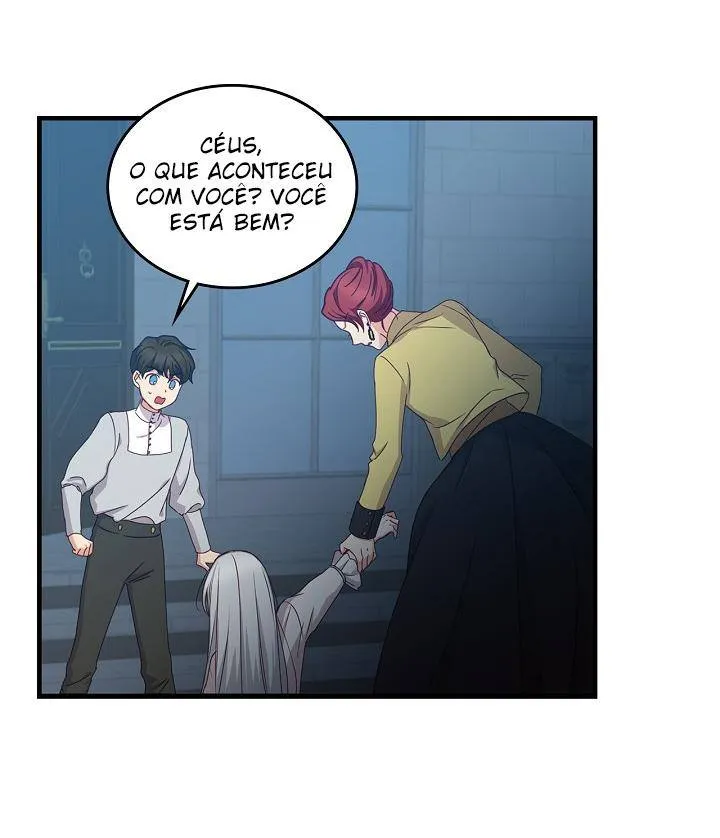 CÉUS,
O QUE ACONTECEU
COM VOCÊ? VOCÊ
ESTÁ BEM?